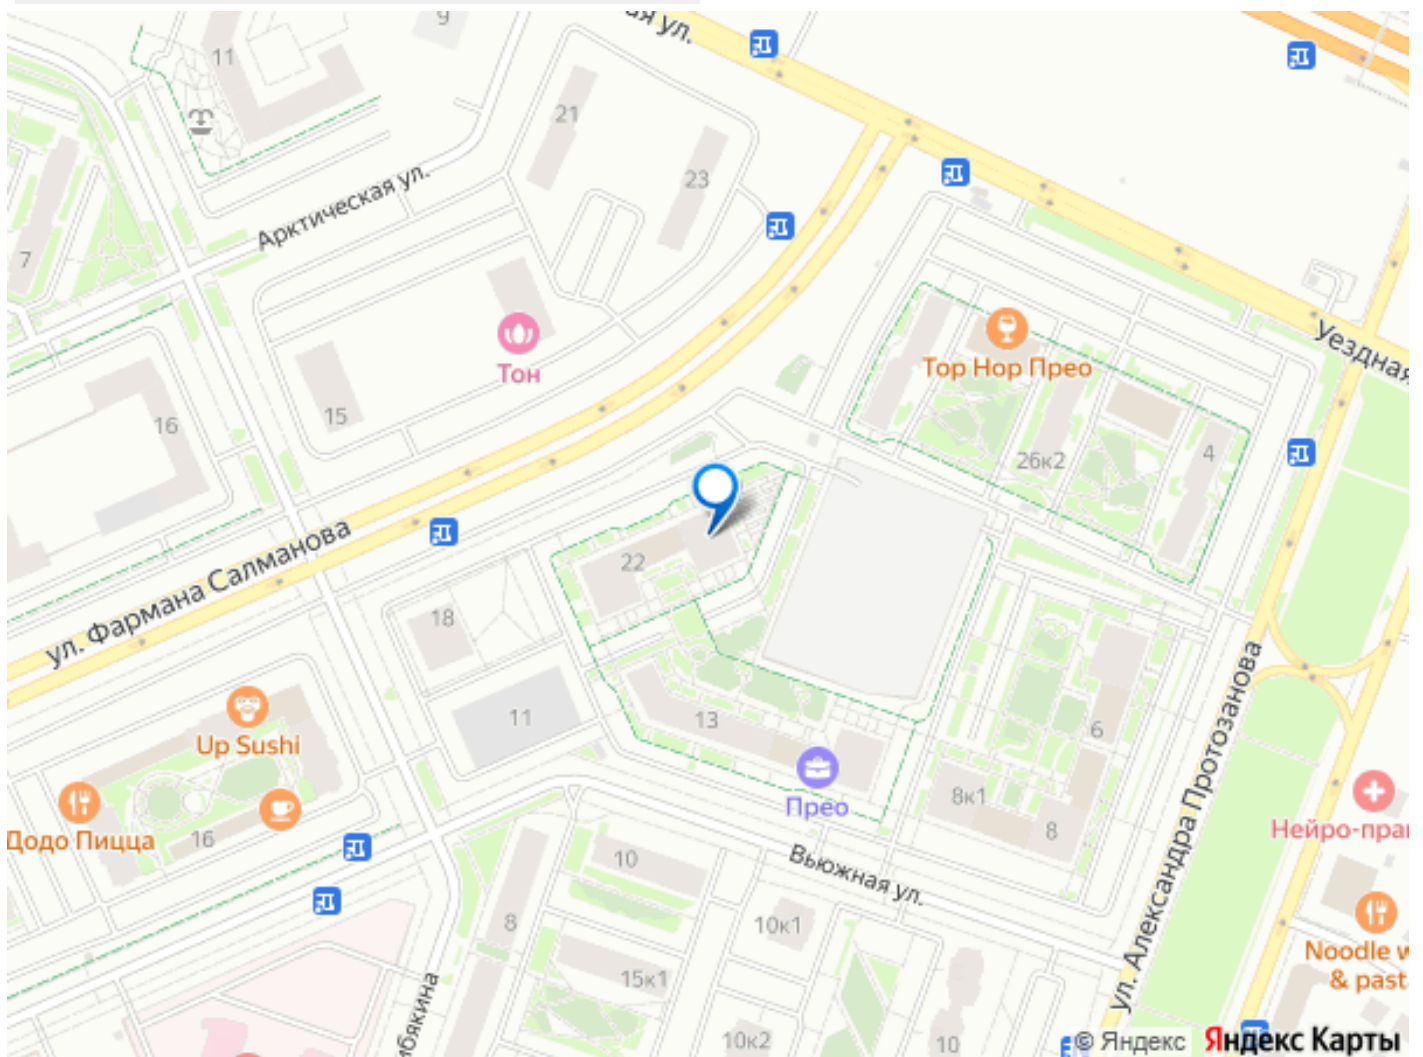 11
9
ая ул.
21
23
Арктическая ул.
7
Тон
15
16
Уездная
Top Hop Прео
26к2
4
22
18
ул. Фармана Салманова
11
13
6
Up Sushi
Додо Пицца
16
Прео
8к1
8
ул. Александра Протозанова
Вьюжная ул.
10
8
10к1
15к1
10к2
10
Нейро-пра
Noodle w
& past
© Яндекс Яндекс Карты